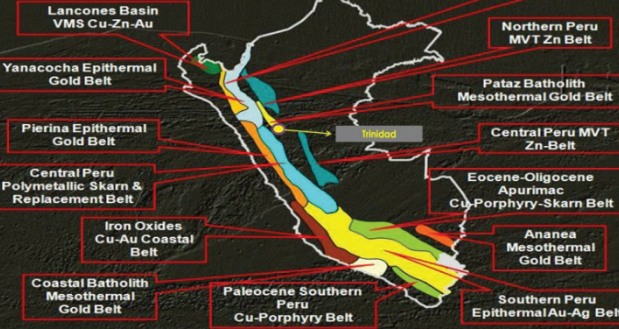 Lancones Basin
VMS Cu-Zn-Au
Northern Peru
MVT Zn Belt
Yanacocha Epithermal
Gold Belt
Pataz Batholith
Mesothermal Gold Belt
Pierina Epithermal
Gold Belt
Trinidad
Central Peru MVT
Zn-Belt
Central Peru
Polymetallic Skarn &
Replacement Belt
Eocene-Oligocene
Apurimac
Cu-Porphyry-Skarn Belt
Iron Oxides
Cu-Au Coastal
Belt
Ananea
Mesothermal
Gold Belt
Coastal Batholith
Mesothermal
Gold Belt
Paleocene Southern
Peru
Cu-Porphyry Belt
Southern Peru
Epithermal Au-Ag Belt